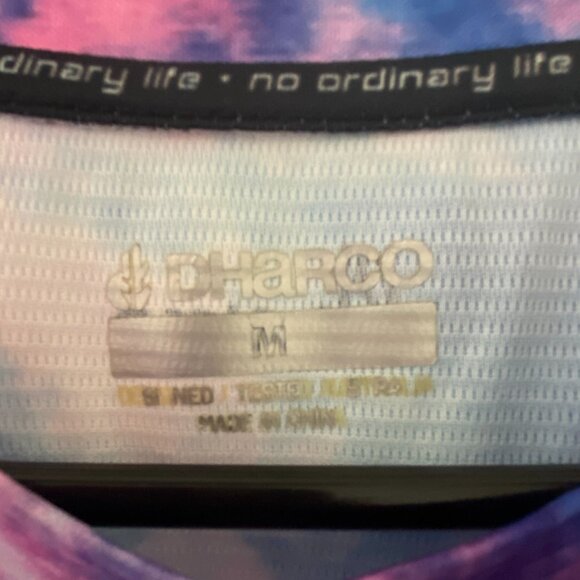 dinary life • no ordinary life
DHaRCO
M
DESIGNED / TESTED AUSTRALIA
MADE IN CHINA